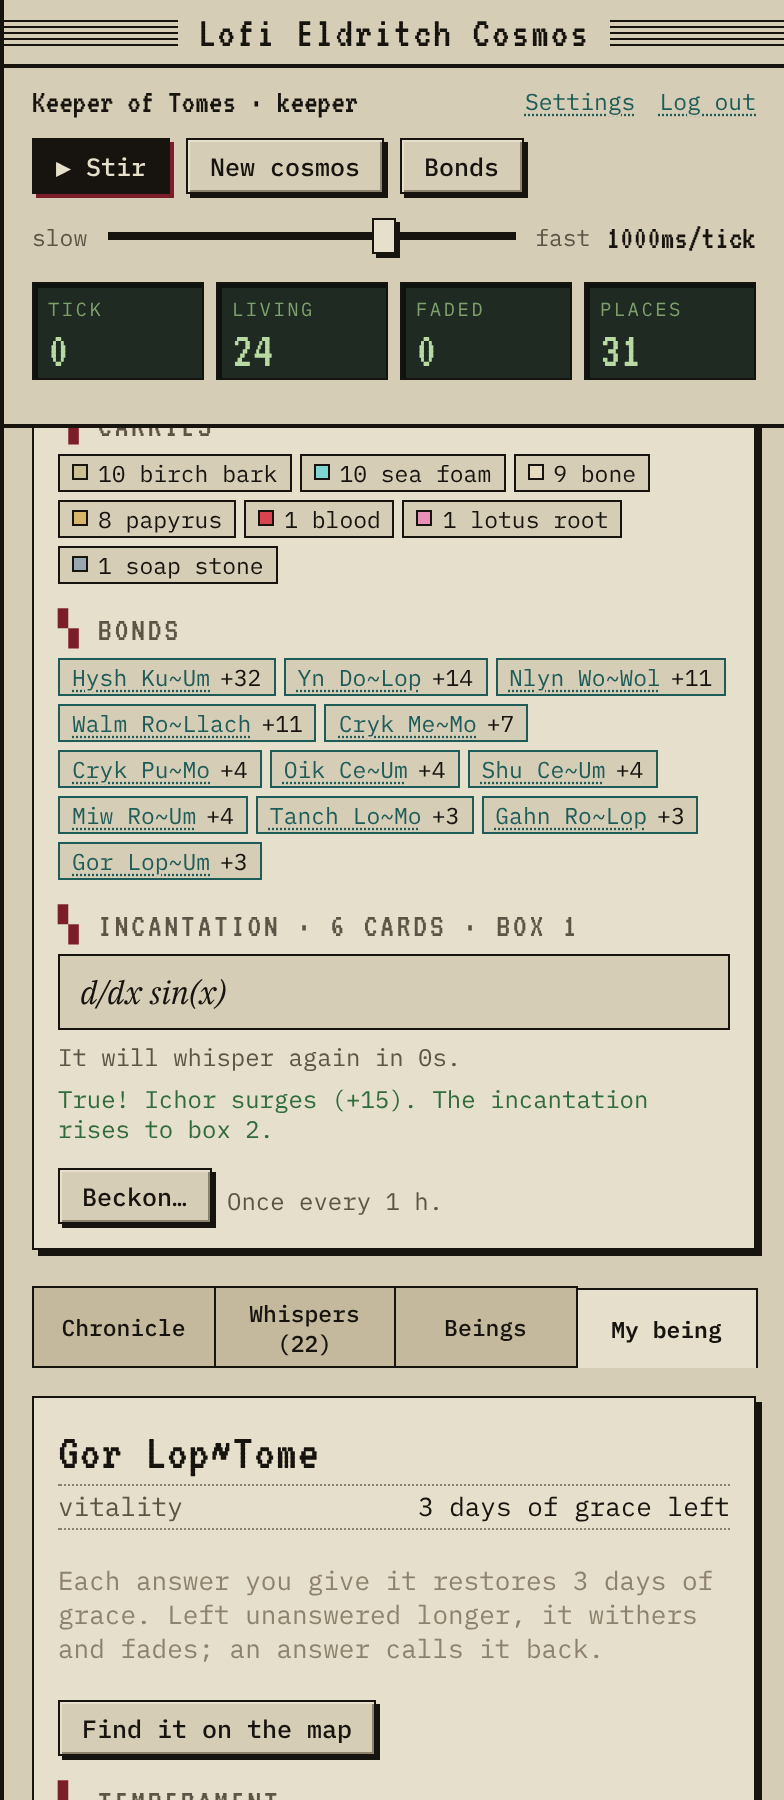 Lofi Eldritch Cosmos
Keeper of Tomes · keeper Settings Log out
▶ Stir New cosmos Bonds
slow fast 1000ms/tick
TICK LIVING FADED PLACES
0 24 0 31
CARRIES
10 birch bark 10 sea foam 9 bone
8 papyrus 1 blood 1 lotus root
1 soap stone
BONDS
Hysh Ku~Um +32 Yn Do~Lop +14 Nlyn Wo~Wol +11
Walm Ro~Llach +11 Cryk Me~Mo +7
Cryk Pu~Mo +4 Oik Ce~Um +4 Shu Ce~Um +4
Miw Ro~Um +4 Tanch Lo~Mo +3 Gahn Ro~Lop +3
Gor Lop~Um +3
INCANTATION · 6 CARDS · BOX 1
d/dx sin(x)
It will whisper again in 0s.
True! Ichor surges (+15). The incantation
rises to box 2.
Beckon… Once every 1 h.
Chronicle Whispers (22) Beings My being
Gor Lop~Tome
vitality 3 days of grace left
Each answer you give it restores 3 days of
grace. Left unanswered longer, it withers
and fades; an answer calls it back.
Find it on the map
TEMPERAMENT